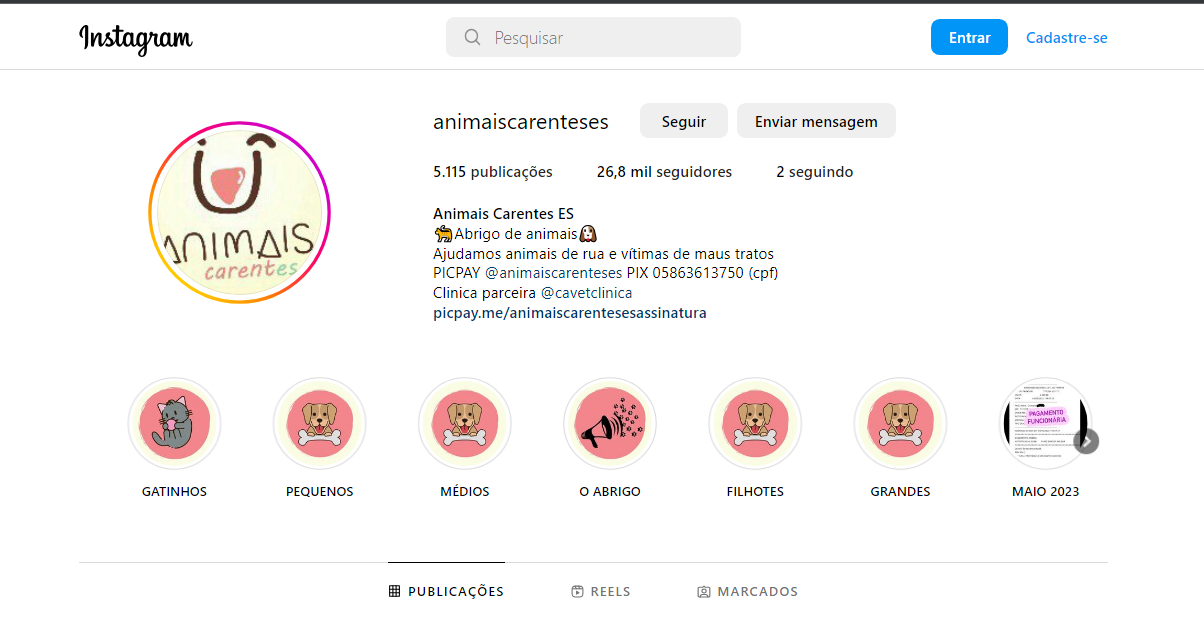 Instagram
Pesquisar
Entrar
Cadastre-se
ANIMAIS
carentes
animaiscarenteses
Seguir
Enviar mensagem
5.115 publicações
26,8 mil seguidores
2 seguindo
Animais Carentes ES
🐈Abrigo de animais🐶
Ajudamos animais de rua e vítimas de maus tratos
PICPAY @animaiscarenteses PIX 05863613750 (cpf)
Clinica parceira @cavetclinica
picpay.me/animaiscarentesesassinatura
PAGAMENTO
FUNCIONÁRIA
GATINHOS
PEQUENOS
MÉDIOS
O ABRIGO
FILHOTES
GRANDES
MAIO 2023
PUBLICAÇÕES
REELS
MARCADOS